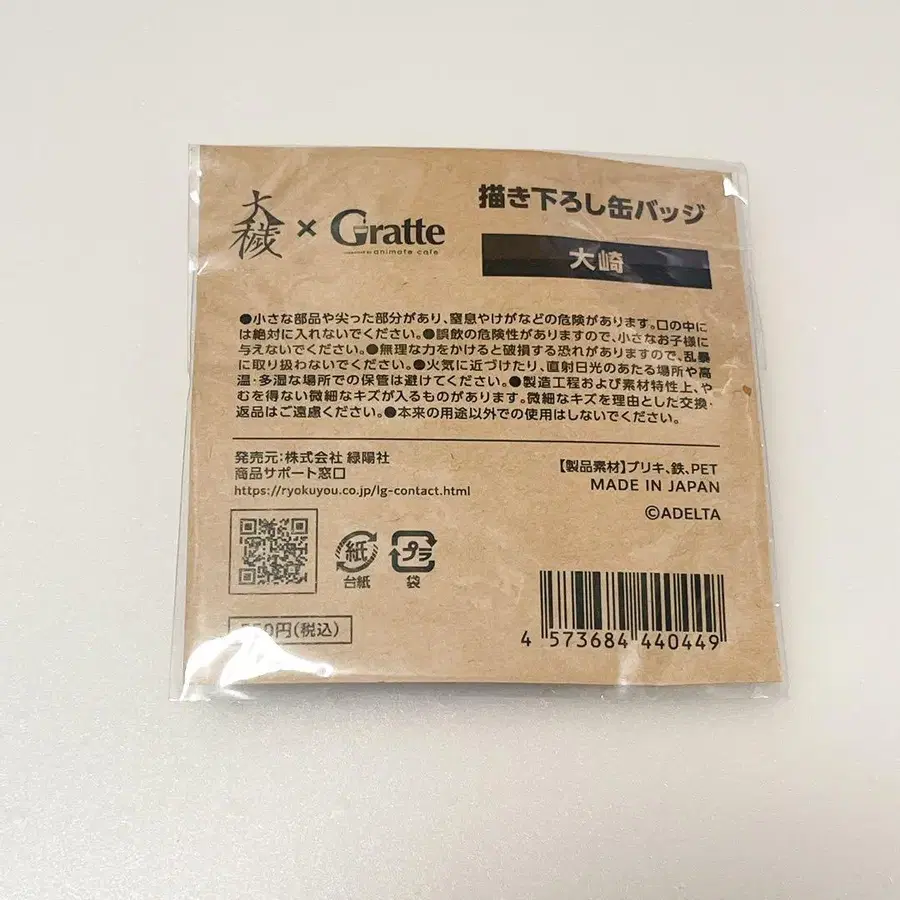 大穢 × Gratte
animate cafe
描き下ろし缶バッジ
大崎
●小さな部品や尖った部分があり、窒息やけがなどの危険があります。口の中に
は絶対に入れないでください。●誤飲の危険性がありますので、小さなお子様に
与えないでください。●無理な力をかけると破損する恐れがありますので、乱暴
に取り扱わないでください。●火気に近づけたり、直射日光のあたる場所や高
温・多湿な場所での保管は避けてください。●製造工程および素材特性上、や
むを得ない微細なキズが入るものがあります。微細なキズを理由とした交換・
返品はご遠慮ください。●本来の用途以外での使用はしないでください。
発売元:株式会社 緑陽社
商品サポート窓口
https://ryokuyou.co.jp/lg-contact.html
【製品素材】ブリキ、鉄、PET
MADE IN JAPAN
©ADELTA
紙
台紙
プラ
袋
円(税込)
4 573684 440449